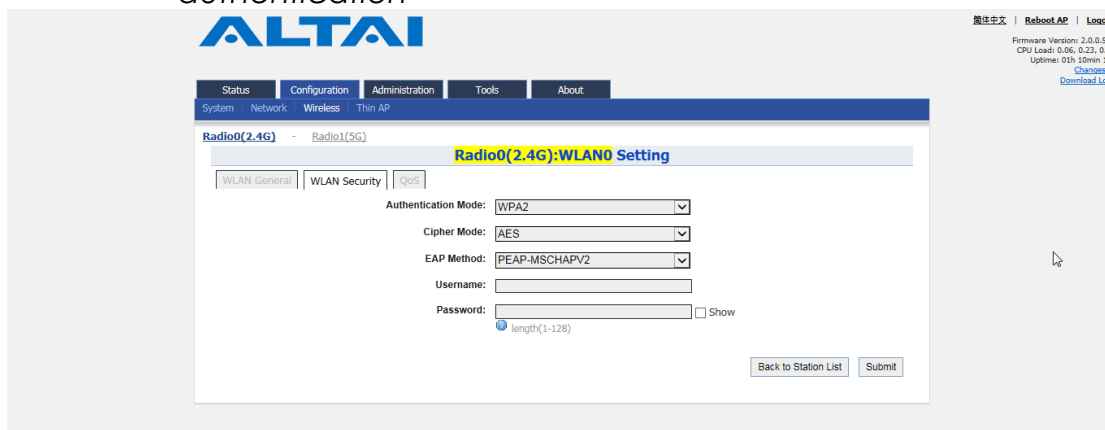 authentication
ALTAI
简体中文 | Reboot AP |
Firmware Version: 2.0.0.
CPU Load: 0.06, 0.23, 0.
Uptime: 01h 10min
Changes
Download
Status Configuration Administration Tools About
System Network Wireless Thin AP
Radio0(2.4G) - Radio1(5G)
Radio0(2.4G):WLAN0 Setting
WLAN General WLAN Security QoS
Authentication Mode: WPA2
Cipher Mode: AES
EAP Method: PEAP-MSCHAPV2
Username:
Password: Show
length(1-128)
Back to Station List Submit